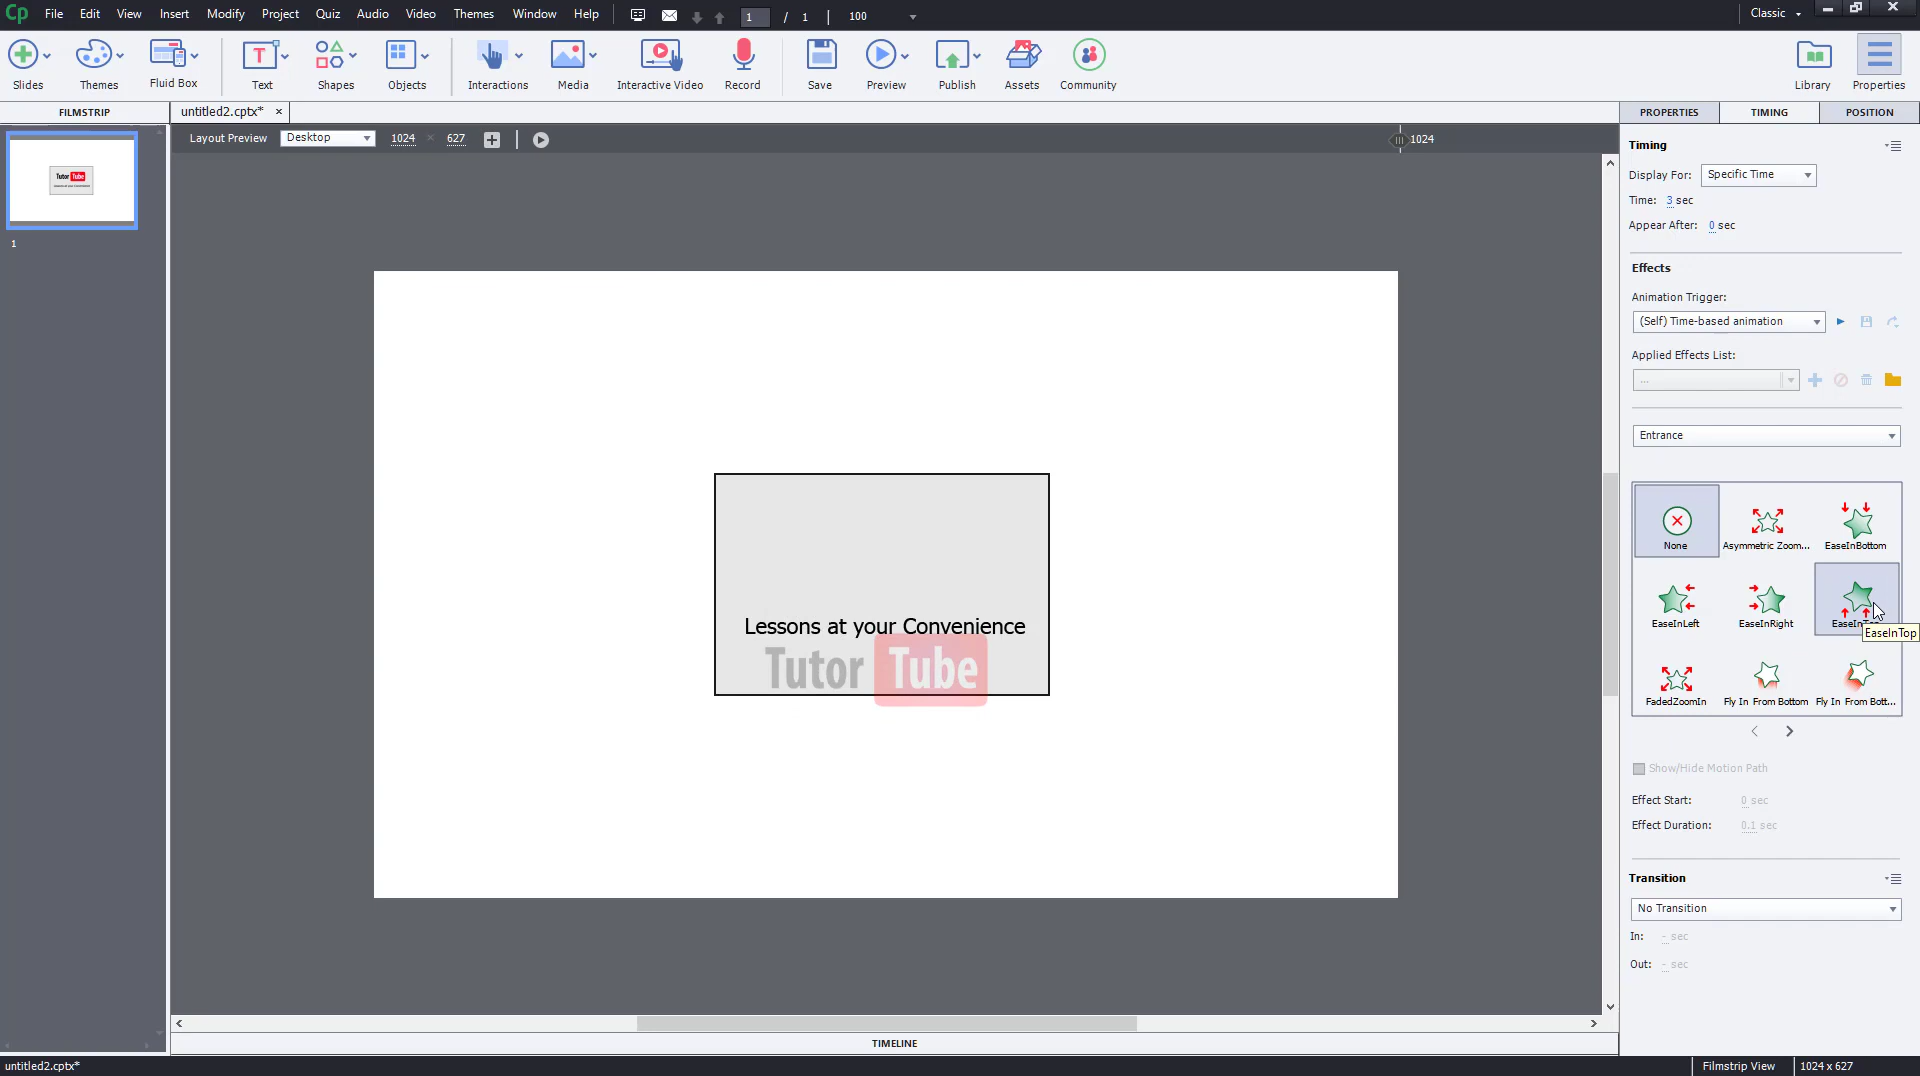 Cp File Edit View Insert Modify Project Quiz Audio Video Themes Window Help 1 / 1 100 Classic
Slides Themes Fluid Box Text Shapes Objects Interactions Media Interactive Video Record Save Preview Publish Assets Community Library Properties
FILMSTRIP untitled2.cptx* × PROPERTIES TIMING POSITION
Layout Preview Desktop 1024 × 627 1024
Tutor Tube
1
Lessons at your Convenience
Tutor Tube
Timing
Display For: Specific Time
Time: 3 sec
Appear After: 0 sec
Effects
Animation Trigger:
(Self) Time-based animation
Applied Effects List:
...
Entrance
None Asymmetric Zoom... EaseInBottom
EaseInLeft EaseInRight
EaseInTop
FadedZoomIn Fly In From Bottom Fly In From Bott...
Show/Hide Motion Path
Effect Start: 0 sec
Effect Duration: 0.1 sec
Transition
No Transition
In: - sec
Out: - sec
TIMELINE
untitled2.cptx* Filmstrip View 1024 x 627